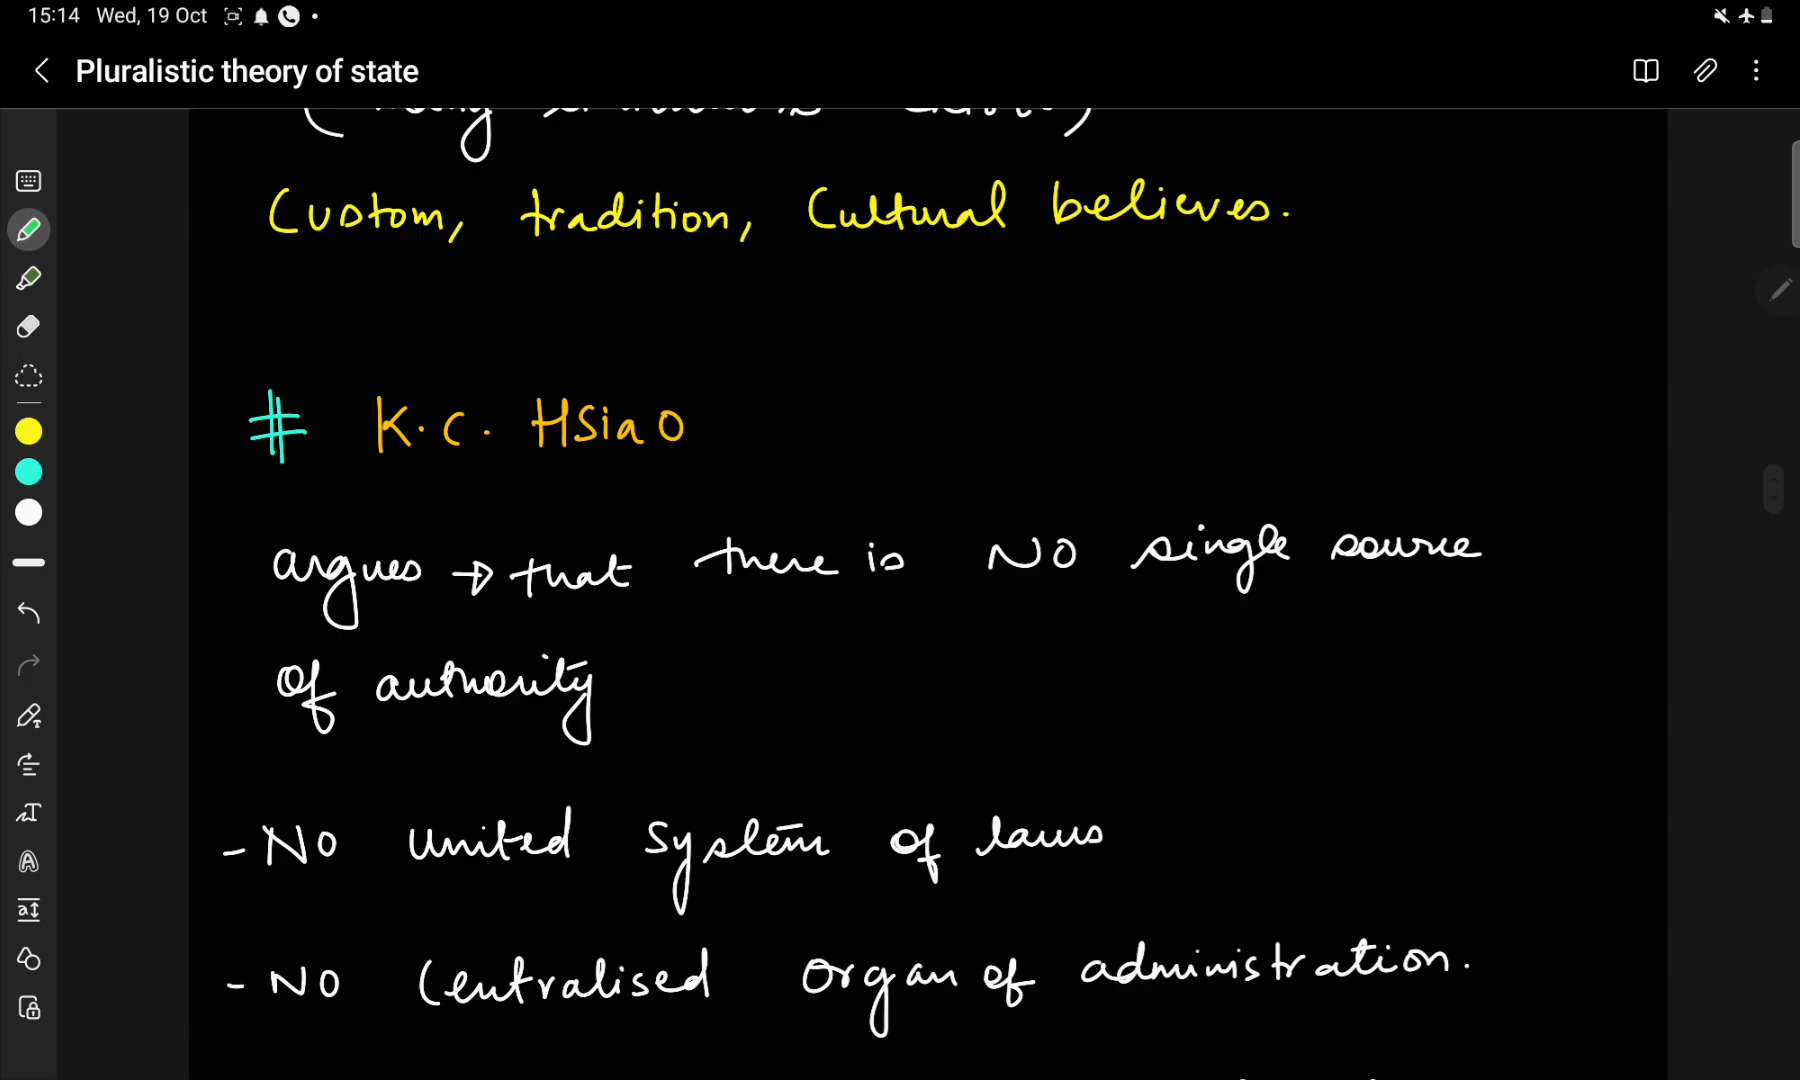 15:14 Wed, 19 Oct
Pluralistic theory of state
Custom, tradition, Cultural believes.
# K.C. HSiaO
argues → that there is NO single source
of authority
- NO united system of laws
- NO Centralised organ of administration.